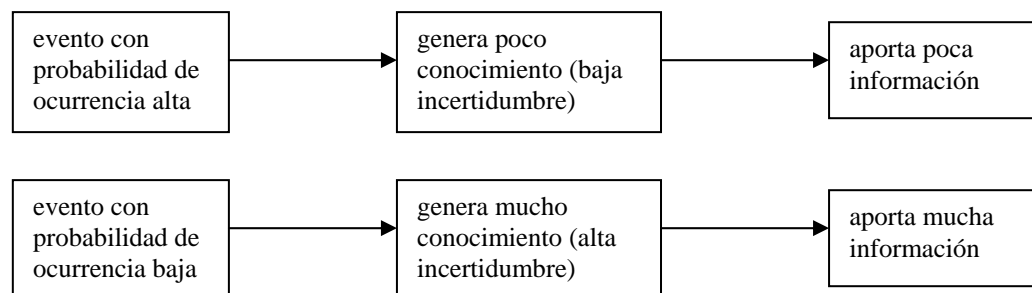 evento con
probabilidad de
ocurrencia alta
genera poco
conocimiento (baja
incertidumbre)
aporta poca
información
evento con
probabilidad de
ocurrencia baja
genera mucho
conocimiento (alta
incertidumbre)
aporta mucha
información